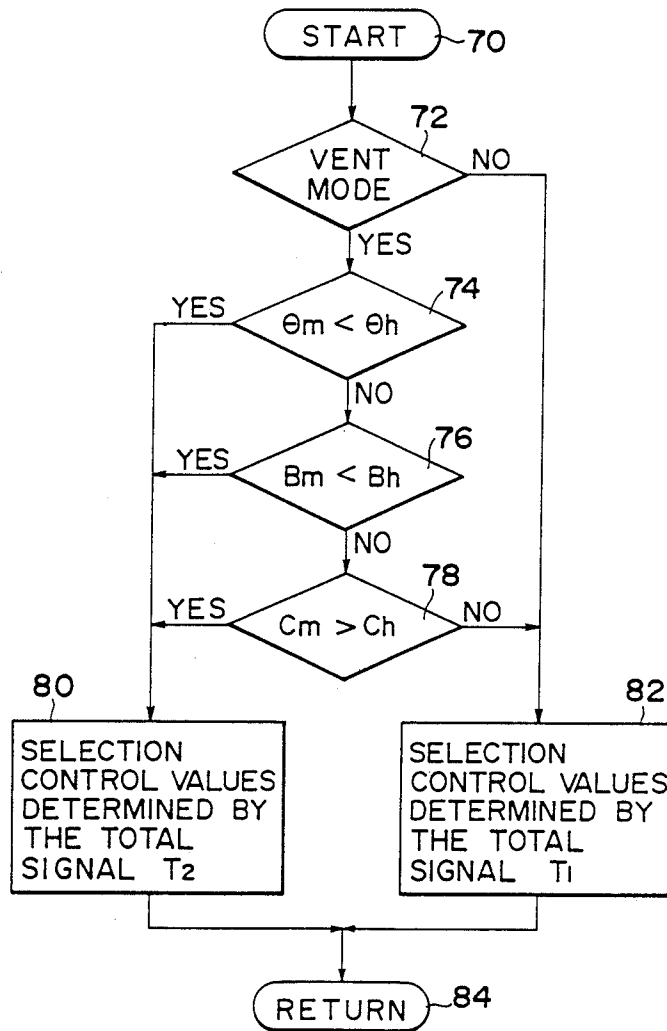 START
70
72
VENT
MODE
NO
YES
74
YES
Θm < Θh
NO
76
YES
Bm < Bh
NO
78
YES
Cm > Ch
NO
80
82
SELECTION
CONTROL VALUES
DETERMINED BY
THE TOTAL
SIGNAL T2
SELECTION
CONTROL VALUES
DETERMINED BY
THE TOTAL
SIGNAL T1
RETURN
84